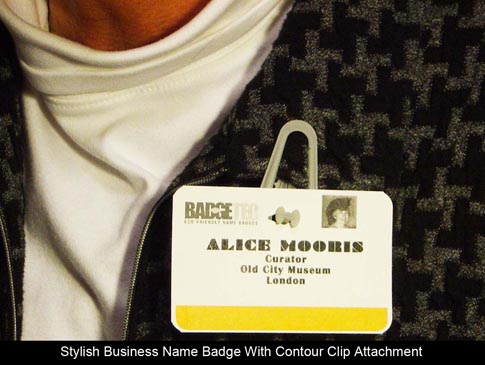 BADGETEC
ECO FRIENDLY NAME BADGES
ALICE MOORIS
Curator
Old City Museum
London
Stylish Business Name Badge With Contour Clip Attachment